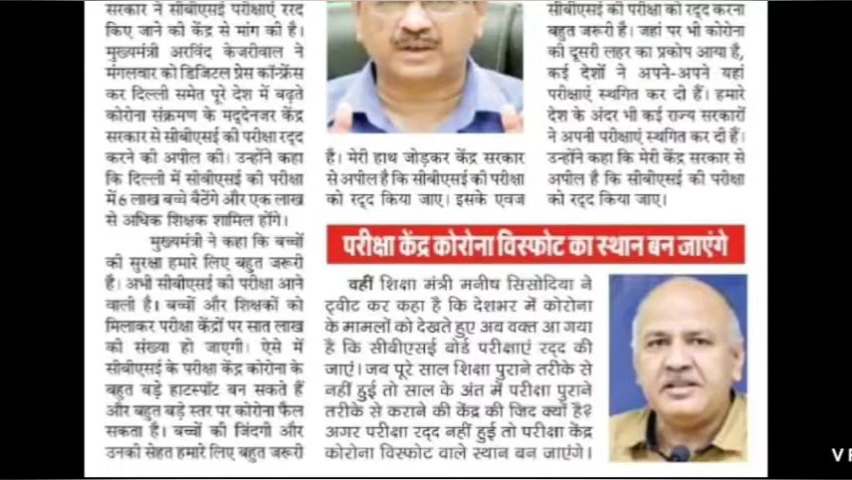 सरकार ने सीबीएसई परीक्षाएं रद्द
किए जाने की केंद्र से मांग की है।
मुख्यमंत्री अरविंद केजरीवाल ने
मंगलवार को डिजिटल प्रेस कॉन्फ्रेंस
कर दिल्ली समेत पूरे देश में बढ़ते
कोरोना संक्रमण के मद्देनजर केंद्र
सरकार से सीबीएसई की परीक्षा रद्द
करने की अपील की। उन्होंने कहा
कि दिल्ली में सीबीएसई की परीक्षा
में 6 लाख बच्चे बैठेंगे और एक लाख
से अधिक शिक्षक शामिल होंगे।
मुख्यमंत्री ने कहा कि बच्चों
की सुरक्षा हमारे लिए बहुत जरूरी
है। अभी सीबीएसई की परीक्षा आने
वाली है। बच्चों और शिक्षकों को
मिलाकर परीक्षा केंद्रों पर सात लाख
की संख्या हो जाएगी। ऐसे में
सीबीएसई के परीक्षा केंद्र कोरोना के
बहुत बड़े हाटस्पॉट बन सकते हैं
और बहुत बड़े स्तर पर कोरोना फैल
सकता है। बच्चों की जिंदगी और
उनकी सेहत हमारे लिए बहुत जरूरी
है। मेरी हाथ जोड़कर केंद्र सरकार
से अपील है कि सीबीएसई की परीक्षा
को रद्द किया जाए। इसके एवज
सीबीएसई की परीक्षा को रद्द करना
बहुत जरूरी है। जहां पर भी कोरोना
की दूसरी लहर का प्रकोप आया है,
कई देशों ने अपने-अपने यहां
परीक्षाएं स्थगित कर दी हैं। हमारे
देश के अंदर भी कई राज्य सरकारों
ने अपनी परीक्षाएं स्थगित कर दी हैं।
उन्होंने कहा कि मेरी केंद्र सरकार से
अपील है कि सीबीएसई की परीक्षा
को रद्द किया जाए।
परीक्षा केंद्र कोरोना विस्फोट का स्थान बन जाएंगे
वहीं शिक्षा मंत्री मनीष सिसोदिया ने
ट्वीट कर कहा है कि देशभर में कोरोना
के मामलों को देखते हुए अब वक्त आ गया
है कि सीबीएसई बोर्ड परीक्षाएं रद्द की
जाएं। जब पूरे साल शिक्षा पुराने तरीके से
नहीं हुई तो साल के अंत में परीक्षा पुराने
तरीके से कराने की केंद्र की जिद क्यों है?
अगर परीक्षा रद्द नहीं हुई तो परीक्षा केंद्र
कोरोना विस्फोट वाले स्थान बन जाएंगे।